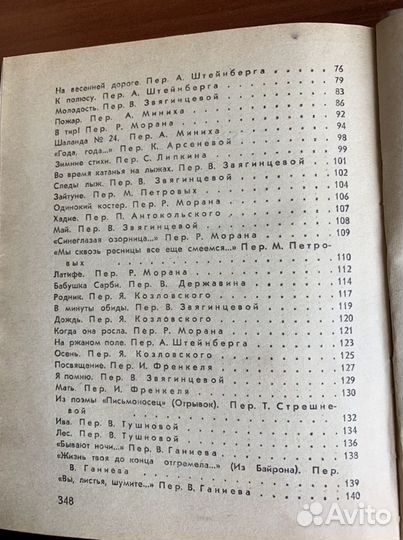 На весенней дороге. Пер. А. Штейнберга . . . . . . 76
К полюсу. Пер. А. Штейнберга . . . . . . 79
Молодость. Пер. В. Звягинцевой . . . . . . 83
Пожар. Пер. А. Миниха . . . . . . 86
В тир! Пер. Р. Морана . . . . . . 92
Шаланда № 24. Пер. А. Миниха . . . . . . 94
«Года, года...» Пер. К. Арсеневой . . . . . . 98
Зимние стихи. Пер. С. Липкина . . . . . . 99
Во время катанья на лыжах. Пер. В. Звягинцевой . . 101
Следы лыж. Пер. В. Звягинцевой . . . . . . 102
Зайтуне. Пер. М. Петровых . . . . . . 104
Одинокий костер. Пер. Р. Морана . . . . . .
Хадие. Пер. П. Антокольского . . . . . . 107
Май. Пер. В. Звягинцевой . . . . . . 108
«Синеглазая озорница...» Пер. Р. Морана . . . . . . 109
«Мы сквозь ресницы все еще смеемся...» Пер. М. Петро-
вых . . . . . . 110
Латифе. Пер. Р. Морана . . . . . . 112
Бабушка Сарби. Пер. В. Державина . . . . . . 114
Родник. Пер. Я. Козловского . . . . . . 117
В минуты обиды. Пер. В. Звягинцевой . . . . . . 119
Дождь. Пер. Я. Козловского . . . . . . 120
Когда она росла. Пер. Р. Морана . . . . . . 121
На ржаном поле. Пер. А. Штейнберга . . . . . . 123
Осень. Пер. Я. Козловского . . . . . . 125
Посвящение. Пер. И. Френкеля . . . . . . 127
Я помню. Пер. В. Звягинцевой . . . . . . 129
Мать. Пер. И. Френкеля . . . . . . 130
Из поэмы «Письмоносец» (Отрывок). Пер. Т. Стрешне-
вой . . . . . . 132
Ива. Пер. В. Тушновой . . . . . . 134
Лес. Пер. В. Тушновой . . . . . . 136
«Бывают ночи...» Пер. В. Ганиева . . . . . . 138
«Жизнь твоя до конца отгремела...» (Из Байрона). Пер.
В. Ганиева . . . . . . 139
«Вы, листья, шумите...» Пер. В. Ганиева . . . . . . 140
348
Avito